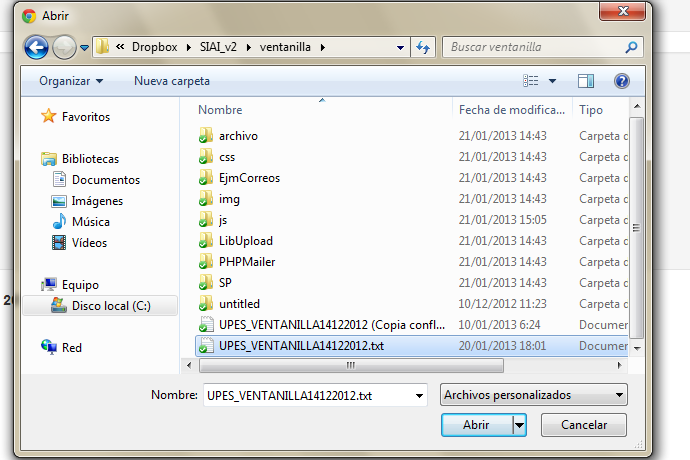 Abrir
« Dropbox SIAI_v2 ventanilla
Buscar ventanilla
Organizar Nueva carpeta
Favoritos
Bibliotecas
Documentos
Imágenes
Música
Vídeos
Equipo
Disco local (C:)
Red
Nombre Fecha de modifica... Tipo
archivo 21/01/2013 14:43 Carpeta d
css 21/01/2013 14:43 Carpeta d
EjmCorreos 21/01/2013 14:43 Carpeta d
img 21/01/2013 14:43 Carpeta d
js 21/01/2013 15:05 Carpeta d
LibUpload 21/01/2013 14:43 Carpeta d
PHPMailer 21/01/2013 14:43 Carpeta d
SP 21/01/2013 14:43 Carpeta d
untitled 10/12/2012 11:23 Carpeta d
UPES_VENTANILLA14122012 (Copia confl... 10/01/2013 6:24 Documen
UPES_VENTANILLA14122012.txt 20/01/2013 18:01 Documen
Nombre: UPES_VENTANILLA14122012.txt Archivos personalizados
Abrir Cancelar